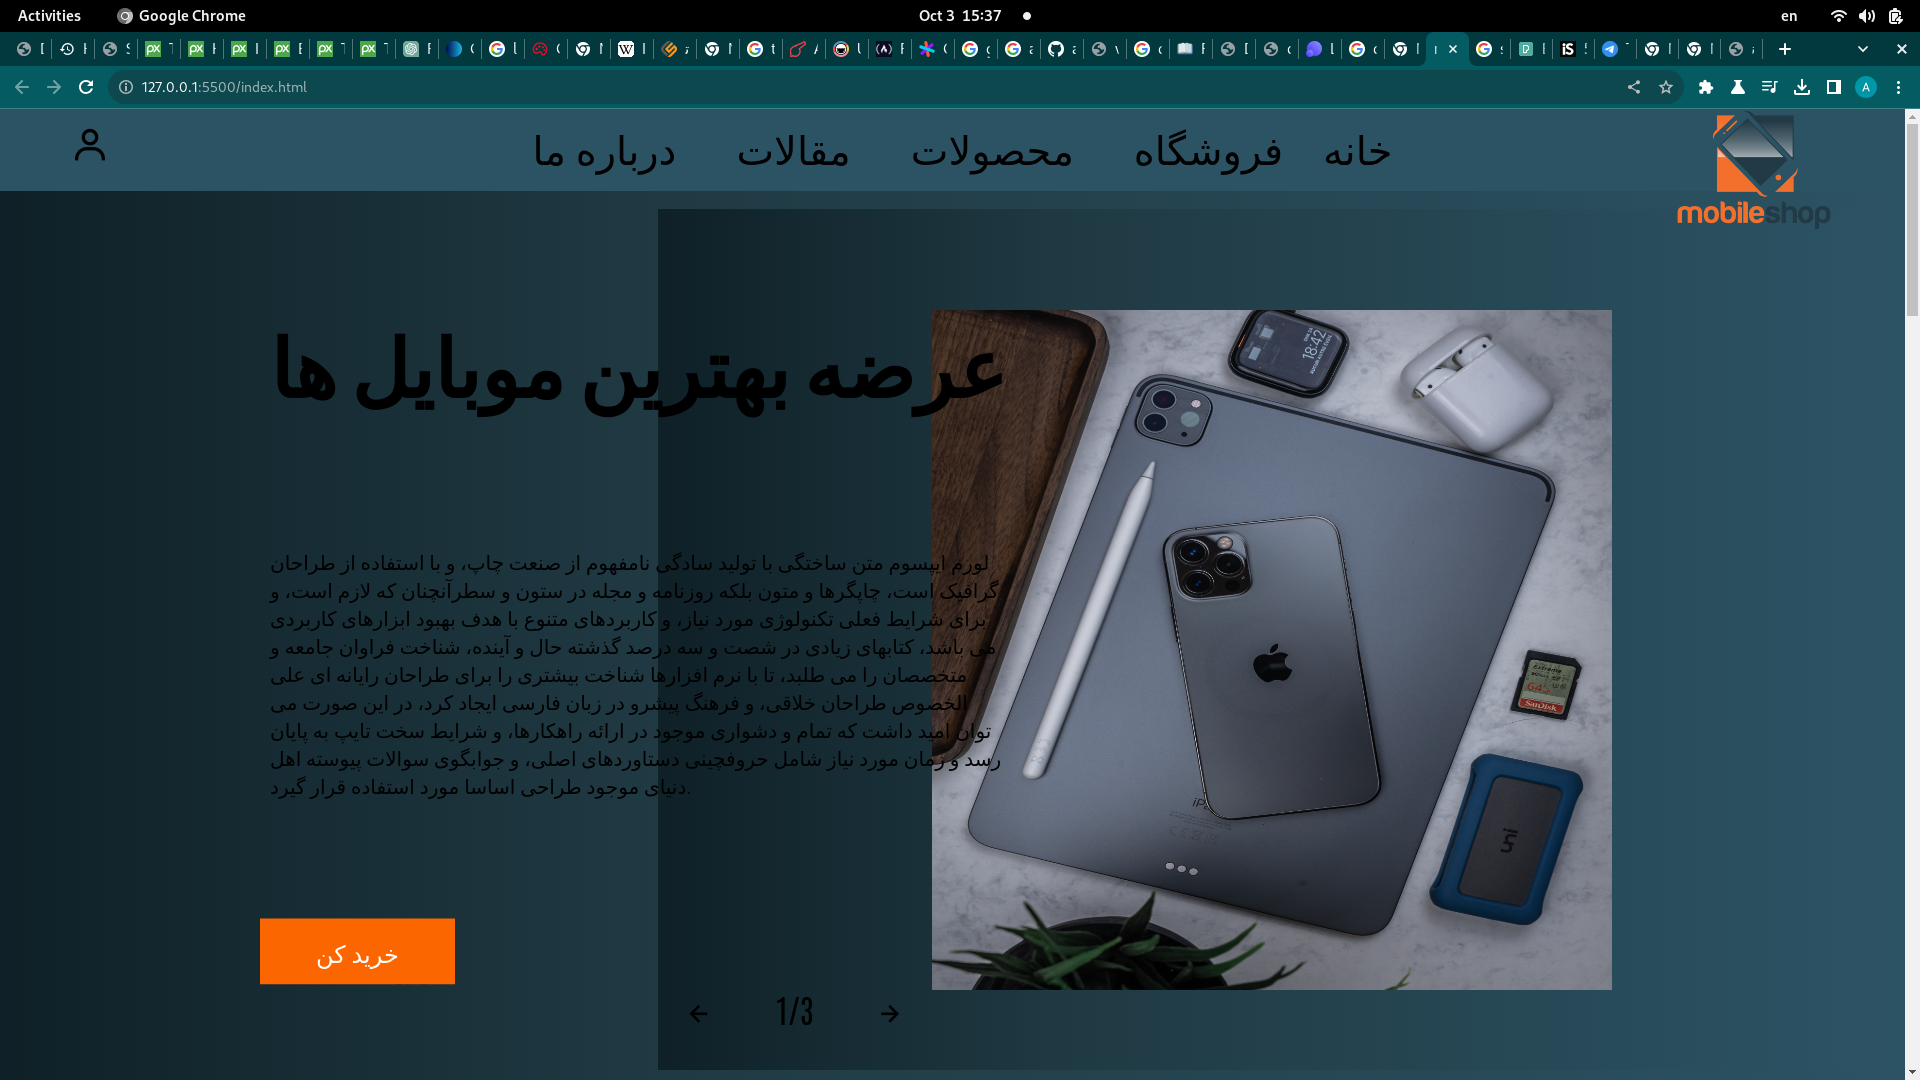 Activities
Google Chrome
Oct 3 15:37
en
127.0.0.1:5500/index.html
A
خانه
فروشگاه
محصولات
مقالات
درباره ما
mobileshop
عرضه بهترین موبایل ها
لورم ایپسوم متن ساختگی با تولید سادگی نامفهوم از صنعت چاپ، و با استفاده از طراحان
گرافیک است، چاپگرها و متون بلکه روزنامه و مجله در ستون و سطرآنچنان که لازم است، و
برای شرایط فعلی تکنولوژی مورد نیاز، و کاربردهای متنوع با هدف بهبود ابزارهای کاربردی
می باشد، کتابهای زیادی در شصت و سه درصد گذشته حال و آینده، شناخت فراوان جامعه و
متخصصان را می طلبد، تا با نرم افزارها شناخت بیشتری را برای طراحان رایانه ای علی
الخصوص طراحان خلاقی، و فرهنگ پیشرو در زبان فارسی ایجاد کرد، در این صورت می
توان امید داشت که تمام و دشواری موجود در ارائه راهکارها، و شرایط سخت تایپ به پایان
رسد و زمان مورد نیاز شامل حروفچینی دستاوردهای اصلی، و جوابگوی سوالات پیوسته اهل
دنیای موجود طراحی اساسا مورد استفاده قرار گیرد.
خرید کن
1/3
18:42
Extreme
64
SanDisk